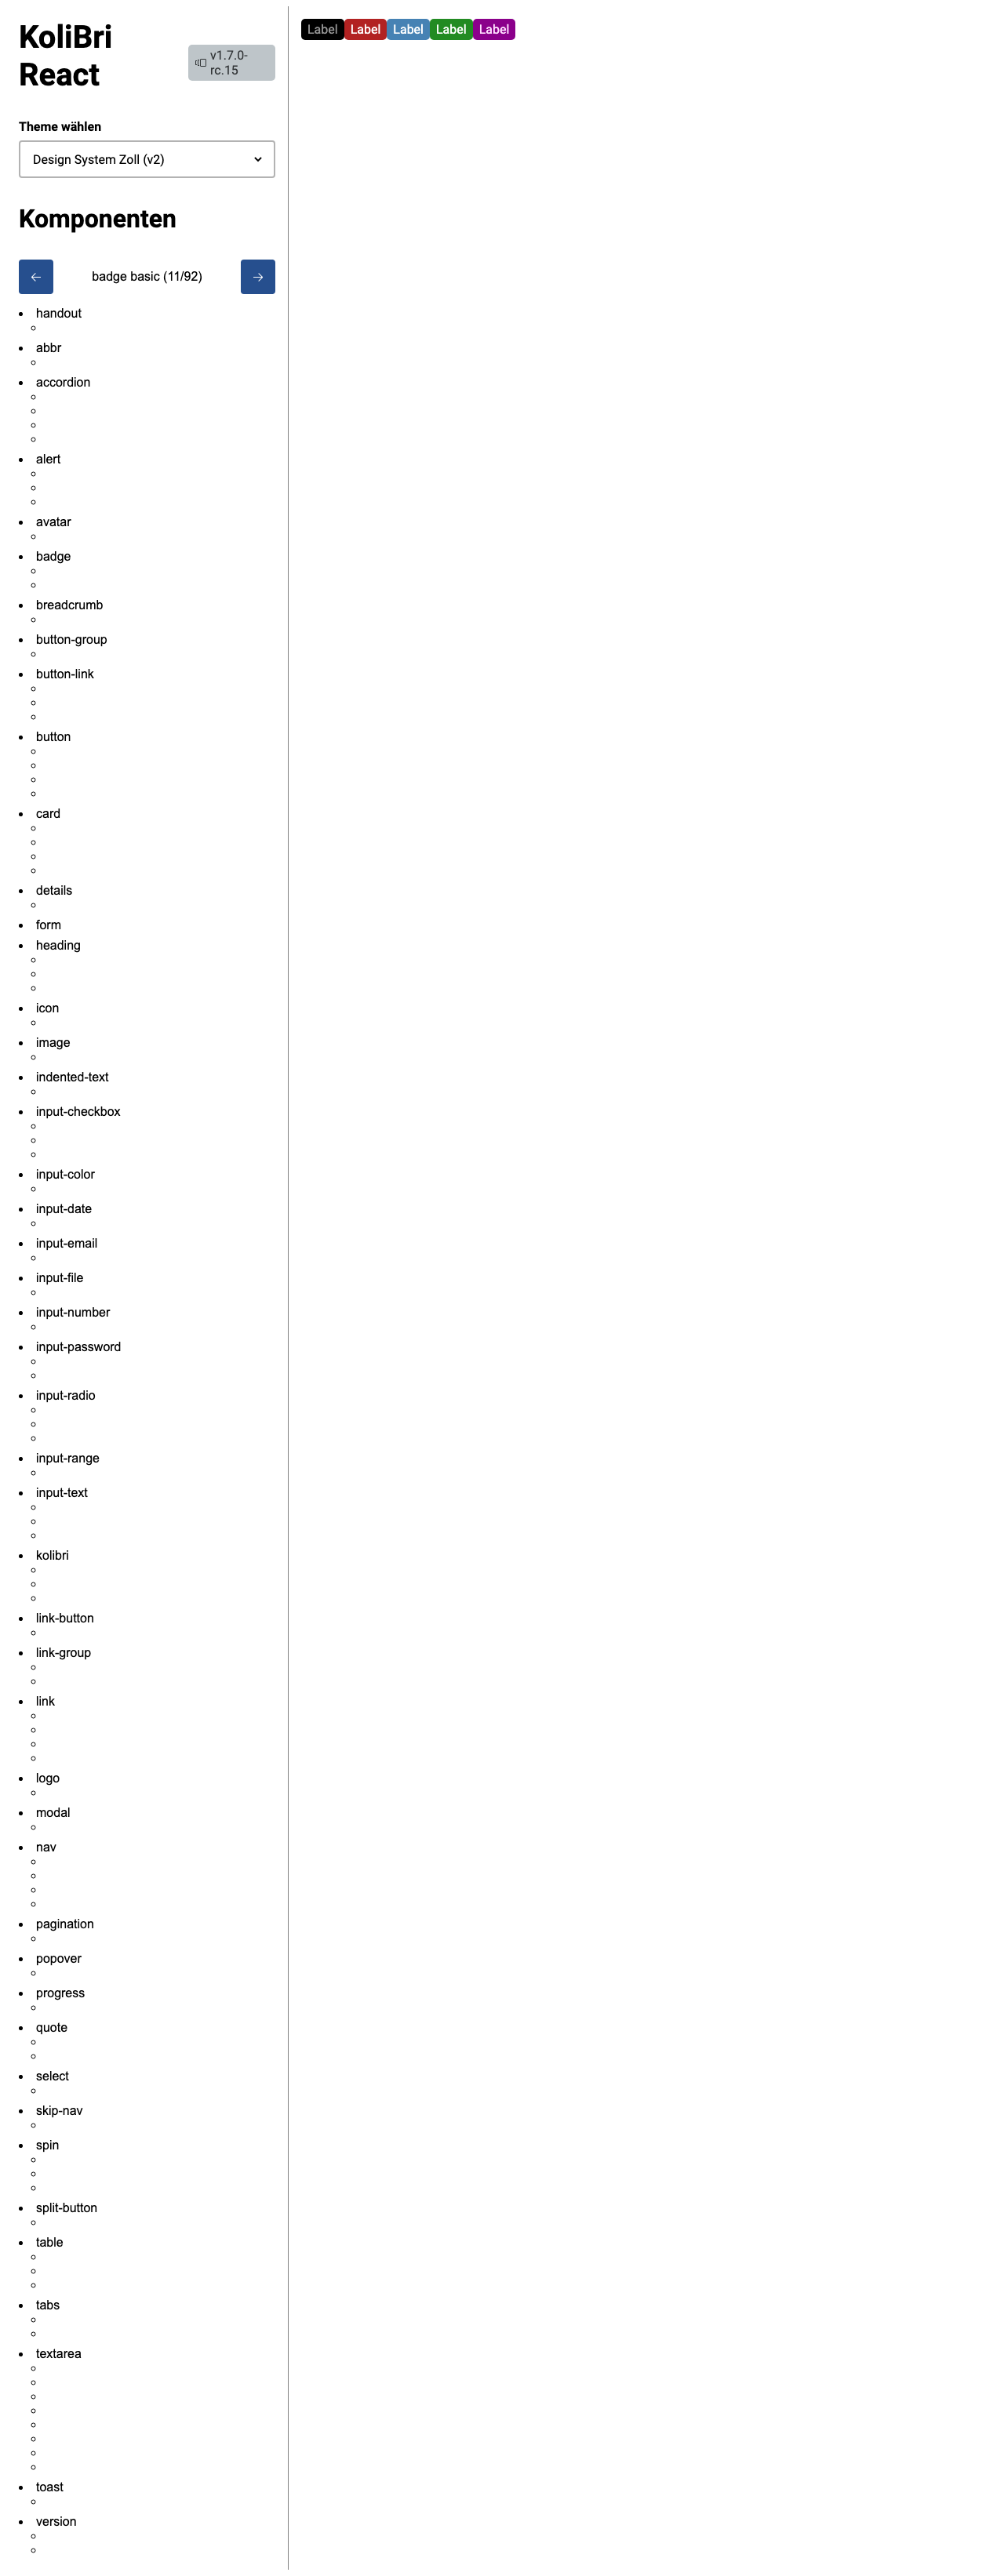 KoliBri
React
v1.7.0-
rc.15
Theme wählen
Design System Zoll (v2)
Komponenten
badge basic (11/92)
handout
abbr
accordion
alert
avatar
badge
breadcrumb
button-group
button-link
button
card
details
form
heading
icon
image
indented-text
input-checkbox
input-color
input-date
input-email
input-file
input-number
input-password
input-radio
input-range
input-text
kolibri
link-button
link-group
link
logo
modal
nav
pagination
popover
progress
quote
select
skip-nav
spin
split-button
table
tabs
textarea
toast
version
Label Label Label Label Label